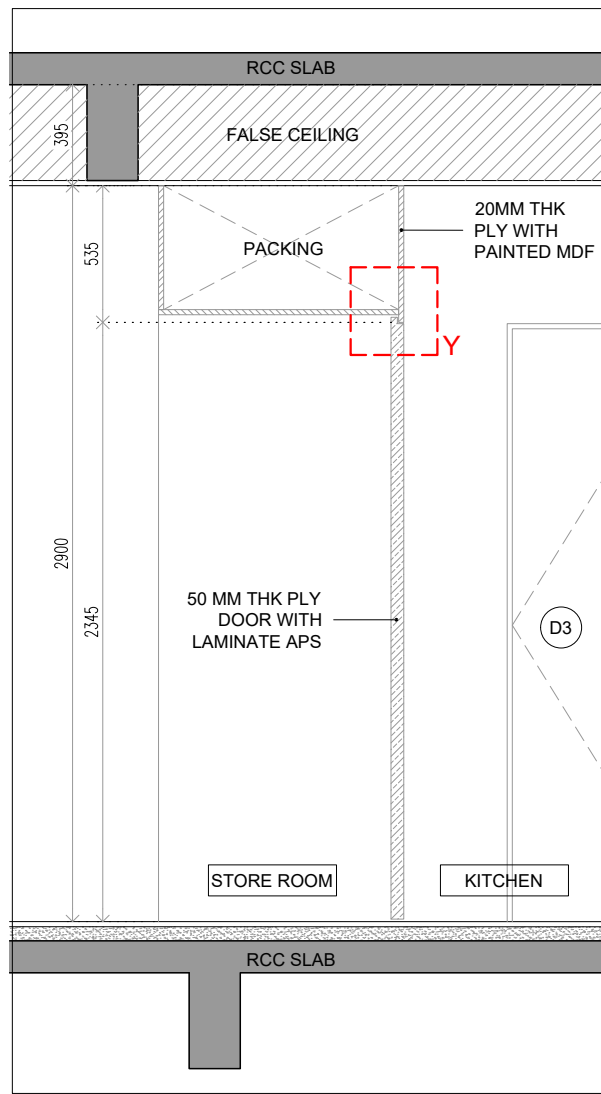 RCC SLAB
395
FALSE CEILING
20MM THK
PLY WITH
PAINTED MDF
535
PACKING
Y
2900
2345
50 MM THK PLY
DOOR WITH
LAMINATE APS
D3
STORE ROOM
KITCHEN
RCC SLAB